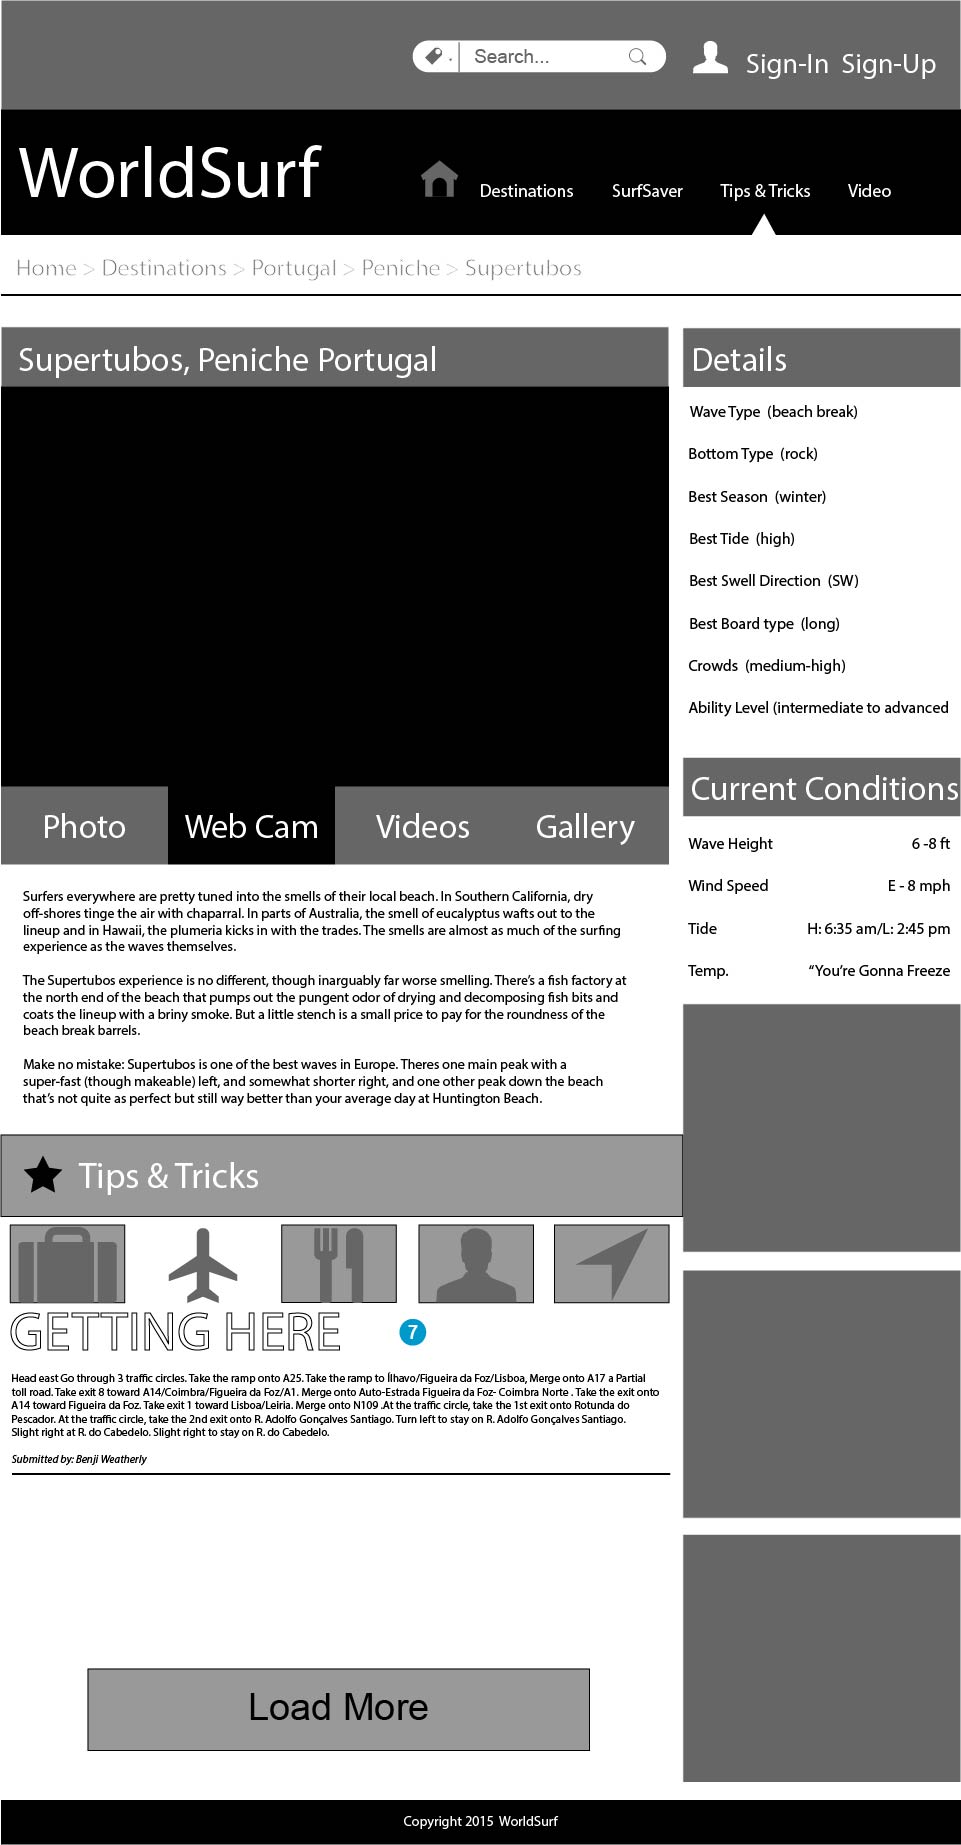 Search...
Sign-In Sign-Up
WorldSurf
Destinations SurfSaver Tips & Tricks Video
Home > Destinations > Portugal > Peniche > Supertubos
Supertubos, Peniche Portugal
Photo Web Cam Videos Gallery
Surfers everywhere are pretty tuned into the smells of their local beach. In Southern California, dry
off-shores tinge the air with chaparral. In parts of Australia, the smell of eucalyptus wafts out to the
lineup and in Hawaii, the plumeria kicks in with the trades. The smells are almost as much of the surfing
experience as the waves themselves.
The Supertubos experience is no different, though inarguably far worse smelling. There's a fish factory at
the north end of the beach that pumps out the pungent odor of drying and decomposing fish bits and
coats the lineup with a briny smoke. But a little stench is a small price to pay for the roundness of the
beach break barrels.
Make no mistake: Supertubos is one of the best waves in Europe. Theres one main peak with a
super-fast (though makeable) left, and somewhat shorter right, and one other peak down the beach
that's not quite as perfect but still way better than your average day at Huntington Beach.
Tips & Tricks
GETTING HERE 7
Head east Go through 3 traffic circles. Take the ramp onto A25. Take the ramp to Ílhavo/Figueira da Foz/Lisboa, Merge onto A17 a Partial
toll road. Take exit 8 toward A14/Coimbra/Figueira da Foz/A1. Merge onto Auto-Estrada Figueira da Foz- Coimbra Norte . Take the exit onto
A14 toward Figueira da Foz. Take exit 1 toward Lisboa/Leiria. Merge onto N109 .At the traffic circle, take the 1st exit onto Rotunda do
Pescador. At the traffic circle, take the 2nd exit onto R. Adolfo Gonçalves Santiago. Turn left to stay on R. Adolfo Gonçalves Santiago.
Slight right at R. do Cabedelo. Slight right to stay on R. do Cabedelo.
Submitted by: Benji Weatherly
Load More
Details
Wave Type (beach break)
Bottom Type (rock)
Best Season (winter)
Best Tide (high)
Best Swell Direction (SW)
Best Board type (long)
Crowds (medium-high)
Ability Level (intermediate to advanced
Current Conditions
Wave Height 6 -8 ft
Wind Speed E - 8 mph
Tide H: 6:35 am/L: 2:45 pm
Temp. “You’re Gonna Freeze
Copyright 2015 WorldSurf